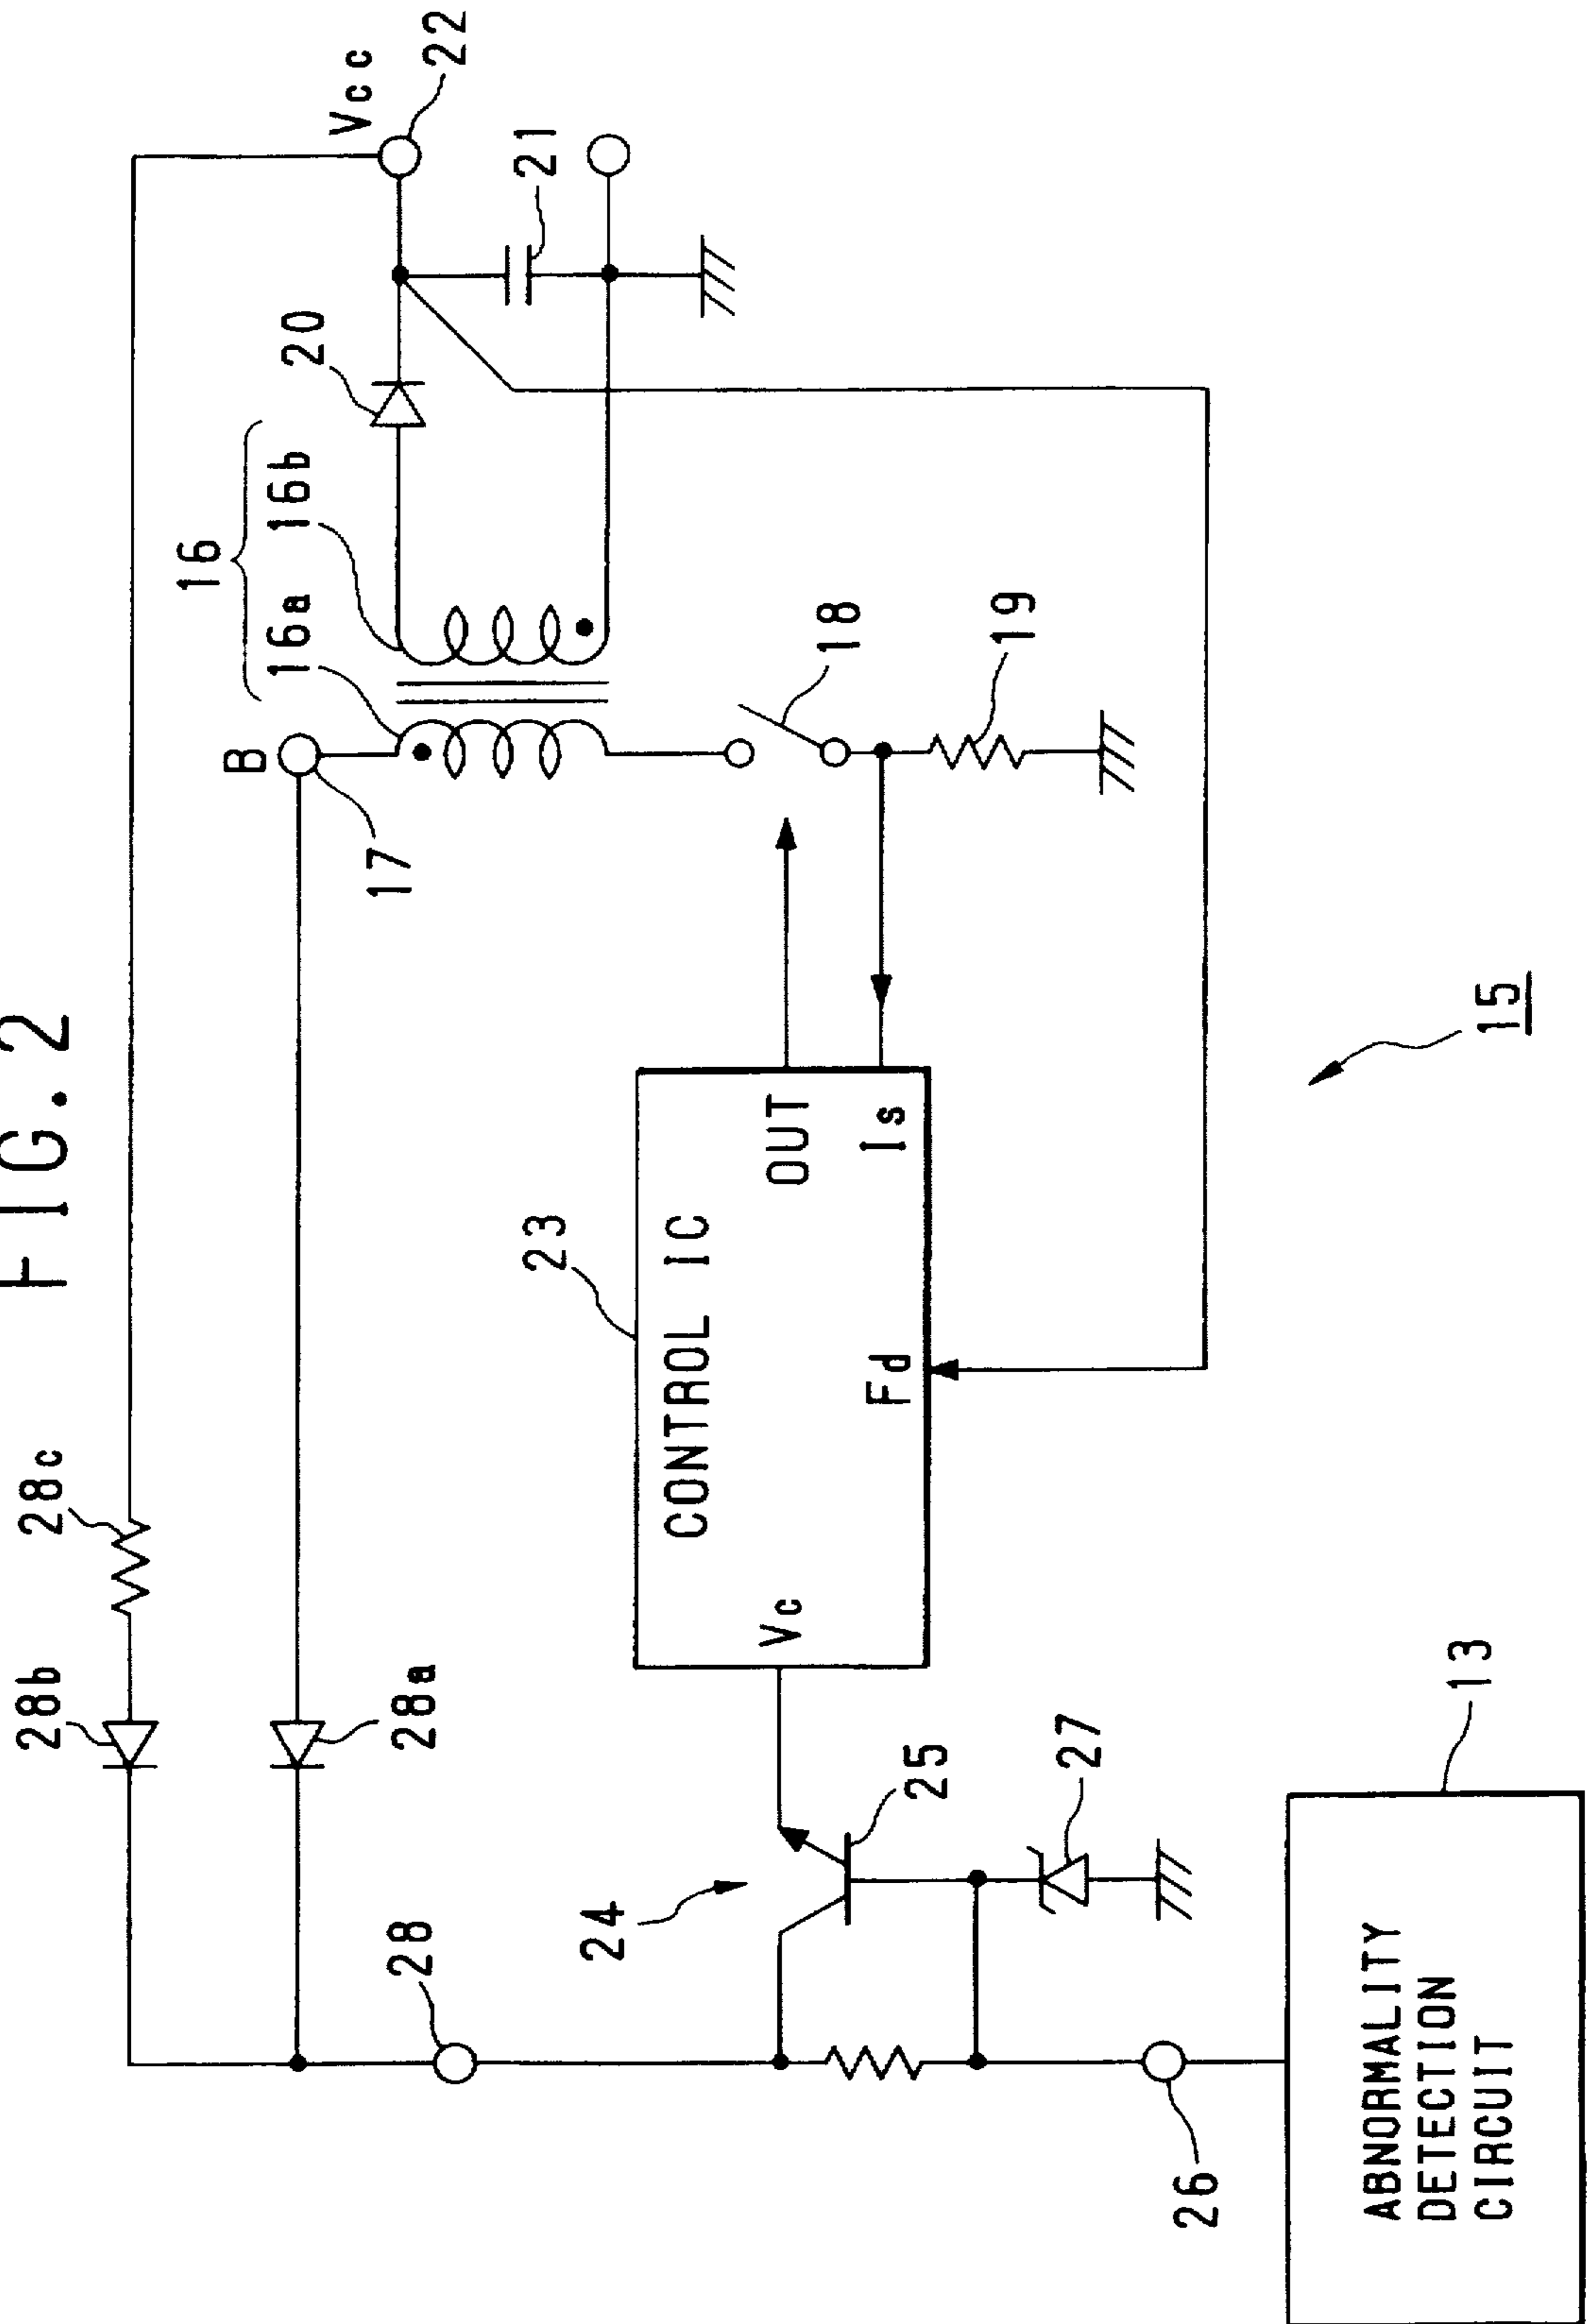 FIG. 2
28c
28b
28a
28
Vcc
22
21
20
16
16a
16b
B
17
18
19
23
CONTROL IC
OUT
Is
Vc
Fd
24
25
27
26
13
ABNORMALITY
DETECTION
CIRCUIT
15